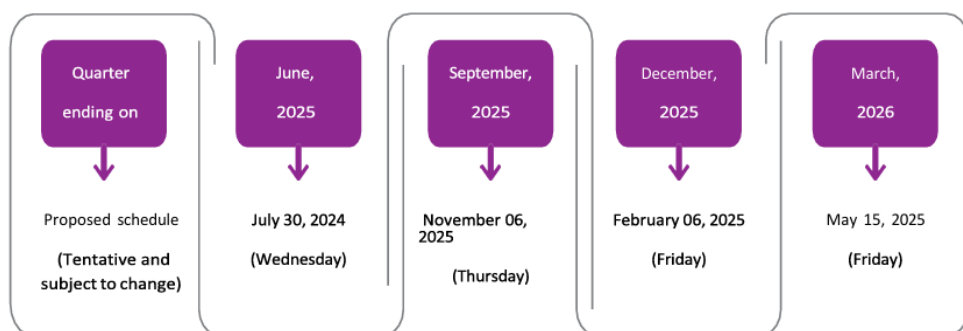 Quarter
ending on
Proposed schedule
(Tentative and
subject to change)
June,
2025
July 30, 2024
(Wednesday)
September,
2025
November 06,
2025
(Thursday)
December,
2025
February 06, 2025
(Friday)
March,
2026
May 15, 2025
(Friday)